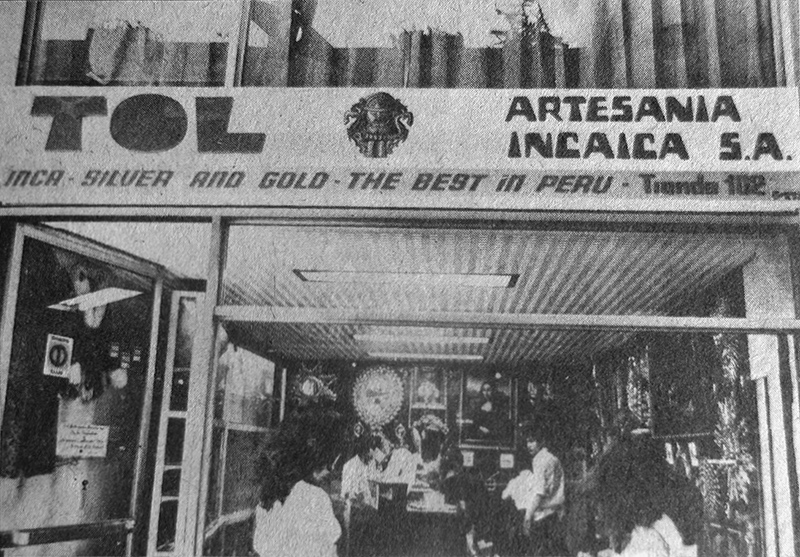 TOL
ARTESANIA
INCAICA S.A.
INCA - SILVER AND GOLD - THE BEST in PERU - Tienda 102